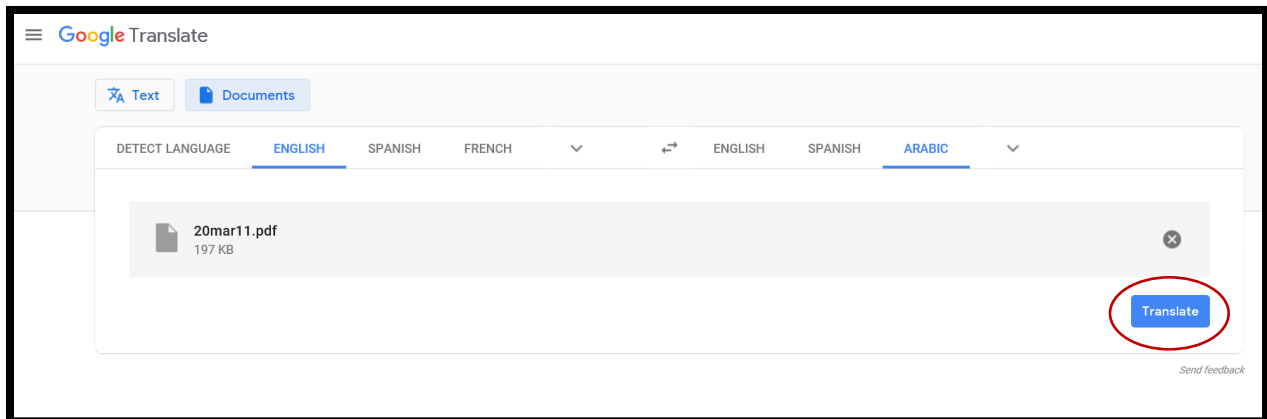 Google Translate
Text Documents
DETECT LANGUAGE ENGLISH SPANISH FRENCH ENGLISH SPANISH ARABIC
20mar11.pdf
197 KB
Translate
Send feedback